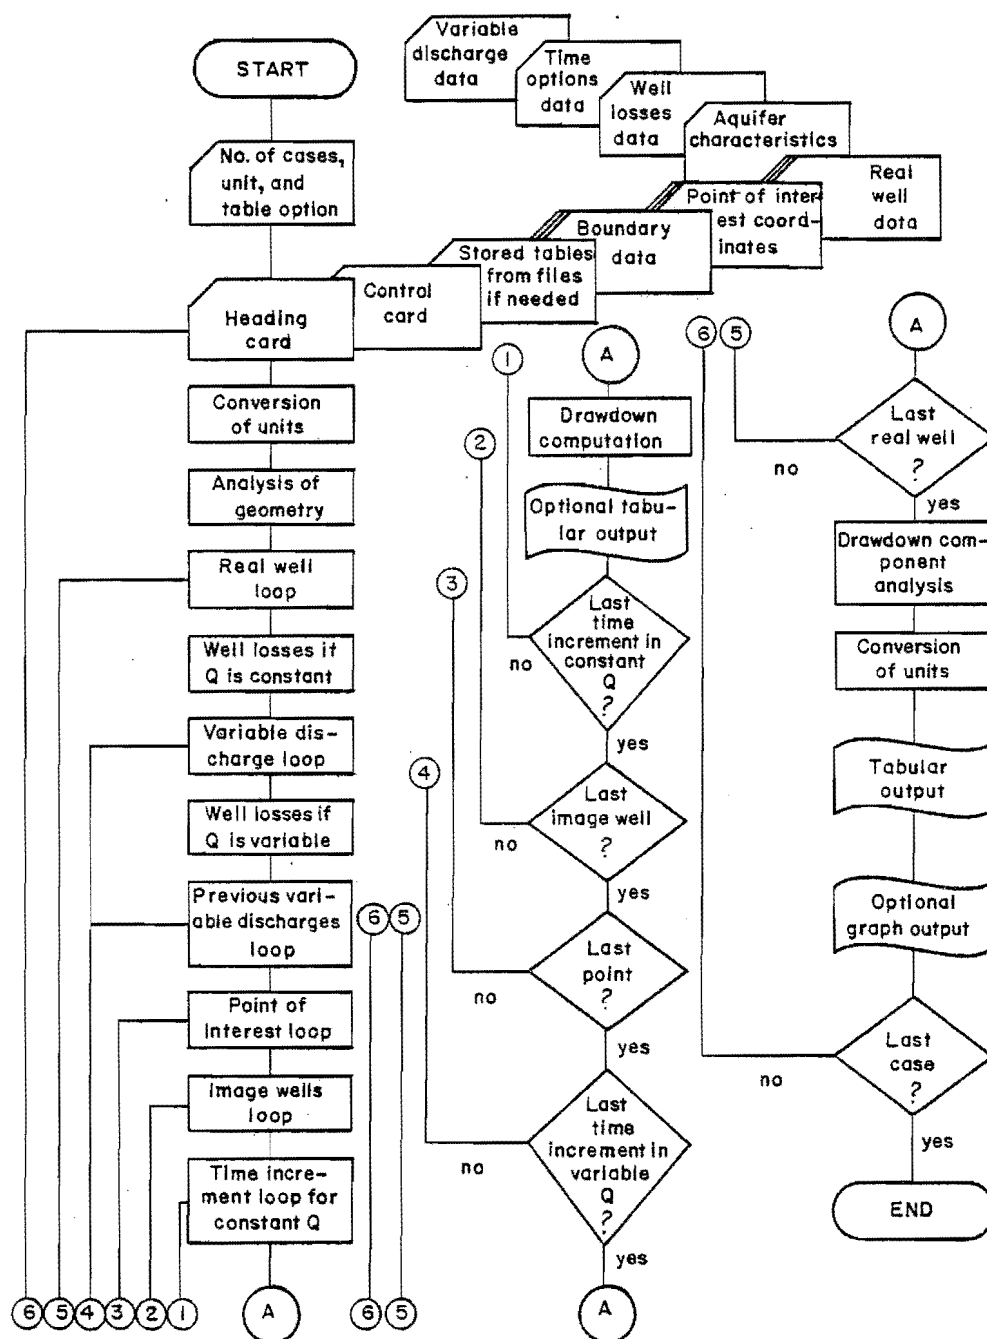 START
No. of cases,
unit, and
table option
Variable
discharge
data
Time
options
data
Well
losses
data
Aquifer
characteristics
Real
well
data
Point of inter-
est coord-
inates
Boundary
data
Stored tables
from files
if needed
Control
card
Heading
card
Conversion
of units
Analysis of
geometry
Real well
loop
Well losses if
Q is constant
Variable dis-
charge loop
Well losses if
Q is variable
Previous vari-
able discharges
loop
Point of
Interest loop
Image wells
loop
Time incre-
ment loop for
constant Q
6 5 4 3 2 1 A 6 5
6 5
1
2
3
4
A
Drawdown
computation
Optional tabu-
lar output
Last
time
increment in
constant
Q
?
no
yes
Last
image well
?
no
yes
Last
point
?
no
yes
Last
time
increment in
variable
Q
?
no
yes
A
6 5
A
Last
real well
?
no
yes
Drawdown com-
ponent
analysis
Conversion
of units
Tabular
output
Optional
graph output
Last
case
?
no
yes
END